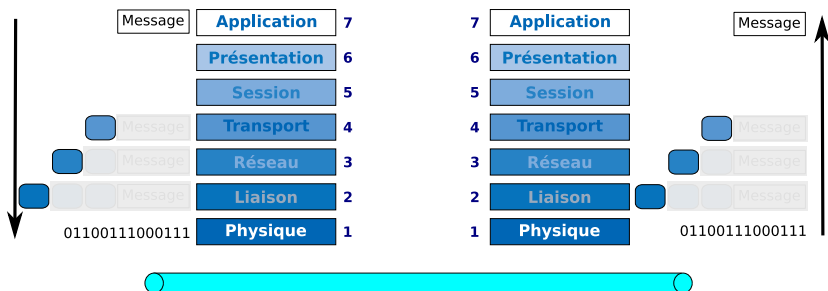 Message Application 7 7 Application Message
Présentation 6 6 Présentation
Session 5 5 Session
Message Transport 4 4 Transport Message
Message Réseau 3 3 Réseau Message
Message Liaison 2 2 Liaison Message
01100111000111 Physique 1 1 Physique 01100111000111